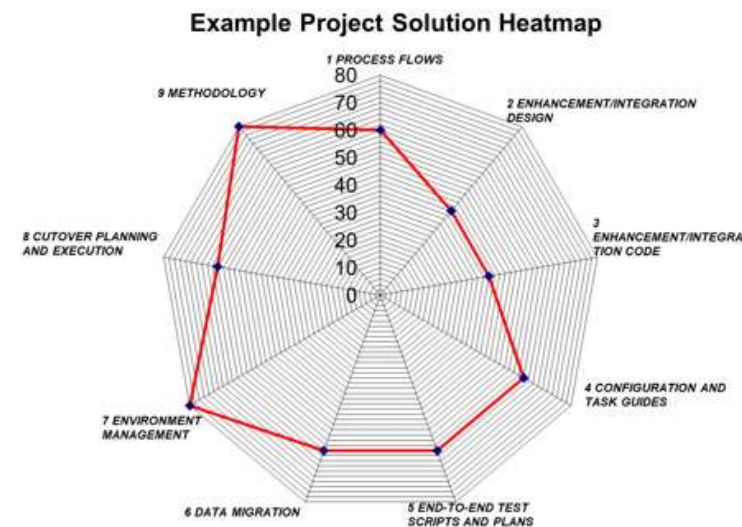 Example Project Solution Heatmap
1 PROCESS FLOWS
80
70
60
50
40
30
20
10
0
2 ENHANCEMENT/INTEGRATION
DESIGN
3
ENHANCEMENT/INTEGRA
TION CODE
4 CONFIGURATION AND
TASK GUIDES
5 END-TO-END TEST
SCRIPTS AND PLANS
6 DATA MIGRATION
7 ENVIRONMENT
MANAGEMENT
8 CUTOVER PLANNING
AND EXECUTION
9 METHODOLOGY